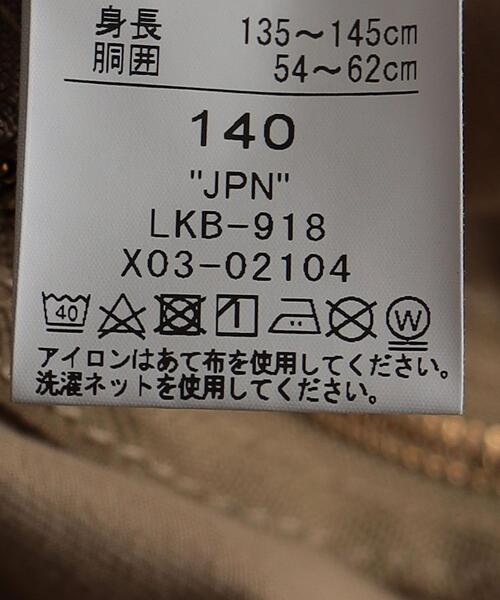 身長 135～145cm
胴囲 54～62cm
140
"JPN"
LKB-918
X03-02104
40 W
アイロンはあて布を使用してください。
洗濯ネットを使用してください。